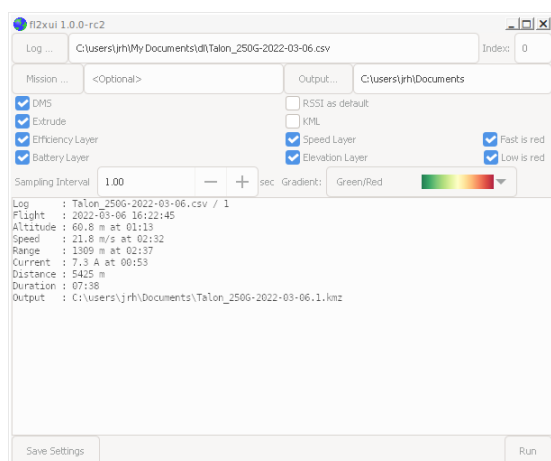 fl2xui 1.0.0-rc2
Log ... C:\users\jrh\My Documents\dl\Talon_250G-2022-03-06.csv Index: 0
Mission ... <Optional> Output... C:\users\jrh\Documents
DMS RSSI as default
Extrude KML
Efficiency Layer Speed Layer Fast is red
Battery Layer Elevation Layer Low is red
Sampling Interval 1.00 sec Gradient: Green/Red
Log : Talon_250G-2022-03-06.csv / 1
Flight : 2022-03-06 16:22:45
Altitude : 60.8 m at 01:13
Speed : 21.8 m/s at 02:32
Range : 1309 m at 02:37
Current : 7.3 A at 00:53
Distance : 5425 m
Duration : 07:38
Output : C:\users\jrh\Documents\Talon_250G-2022-03-06.1.kmz
Save Settings Run